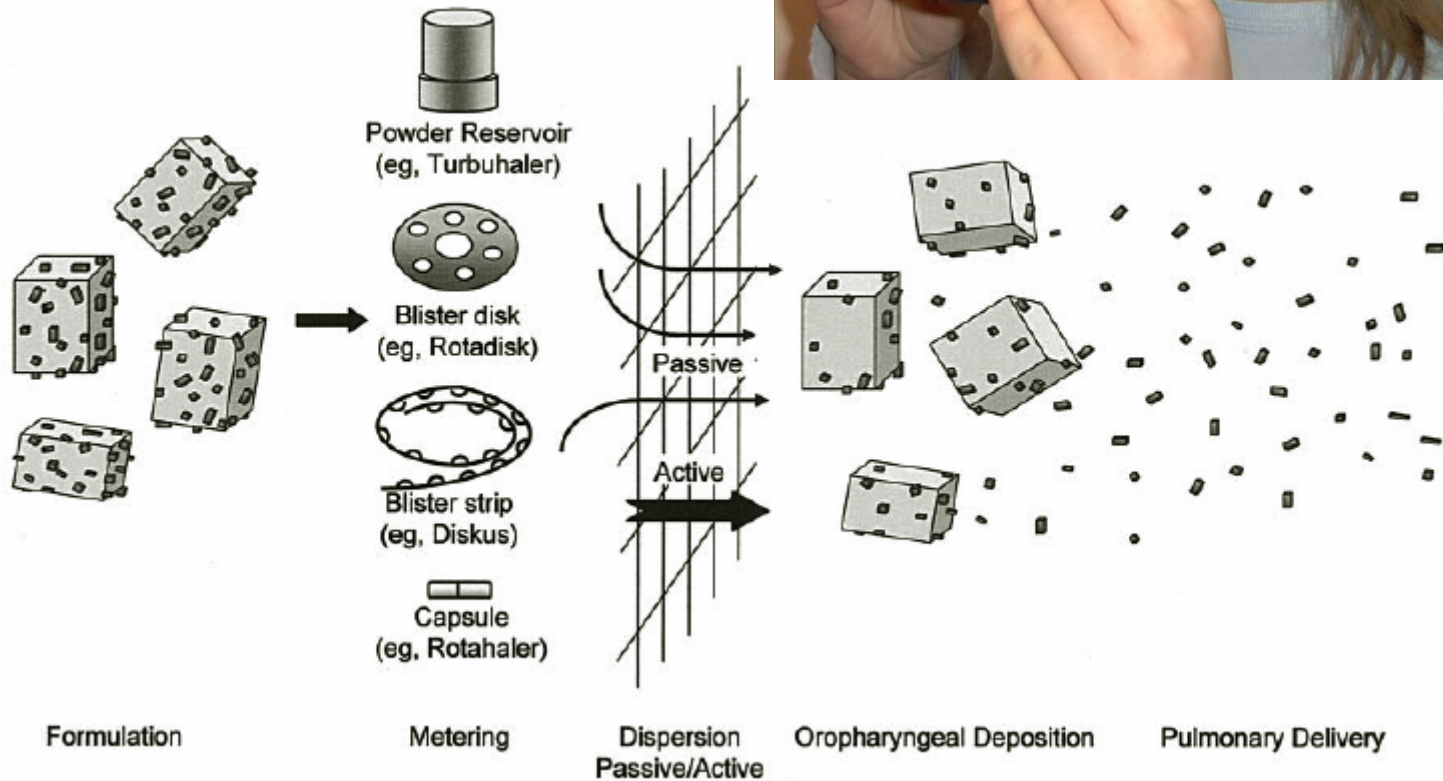 Powder Reservoir
(eg, Turbuhaler)
Blister disk
(eg, Rotadisk)
Blister strip
(eg, Diskus)
Capsule
(eg, Rotahaler)
Passive
Active
Formulation
Metering
Dispersion
Passive/Active
Oropharyngeal Deposition
Pulmonary Delivery